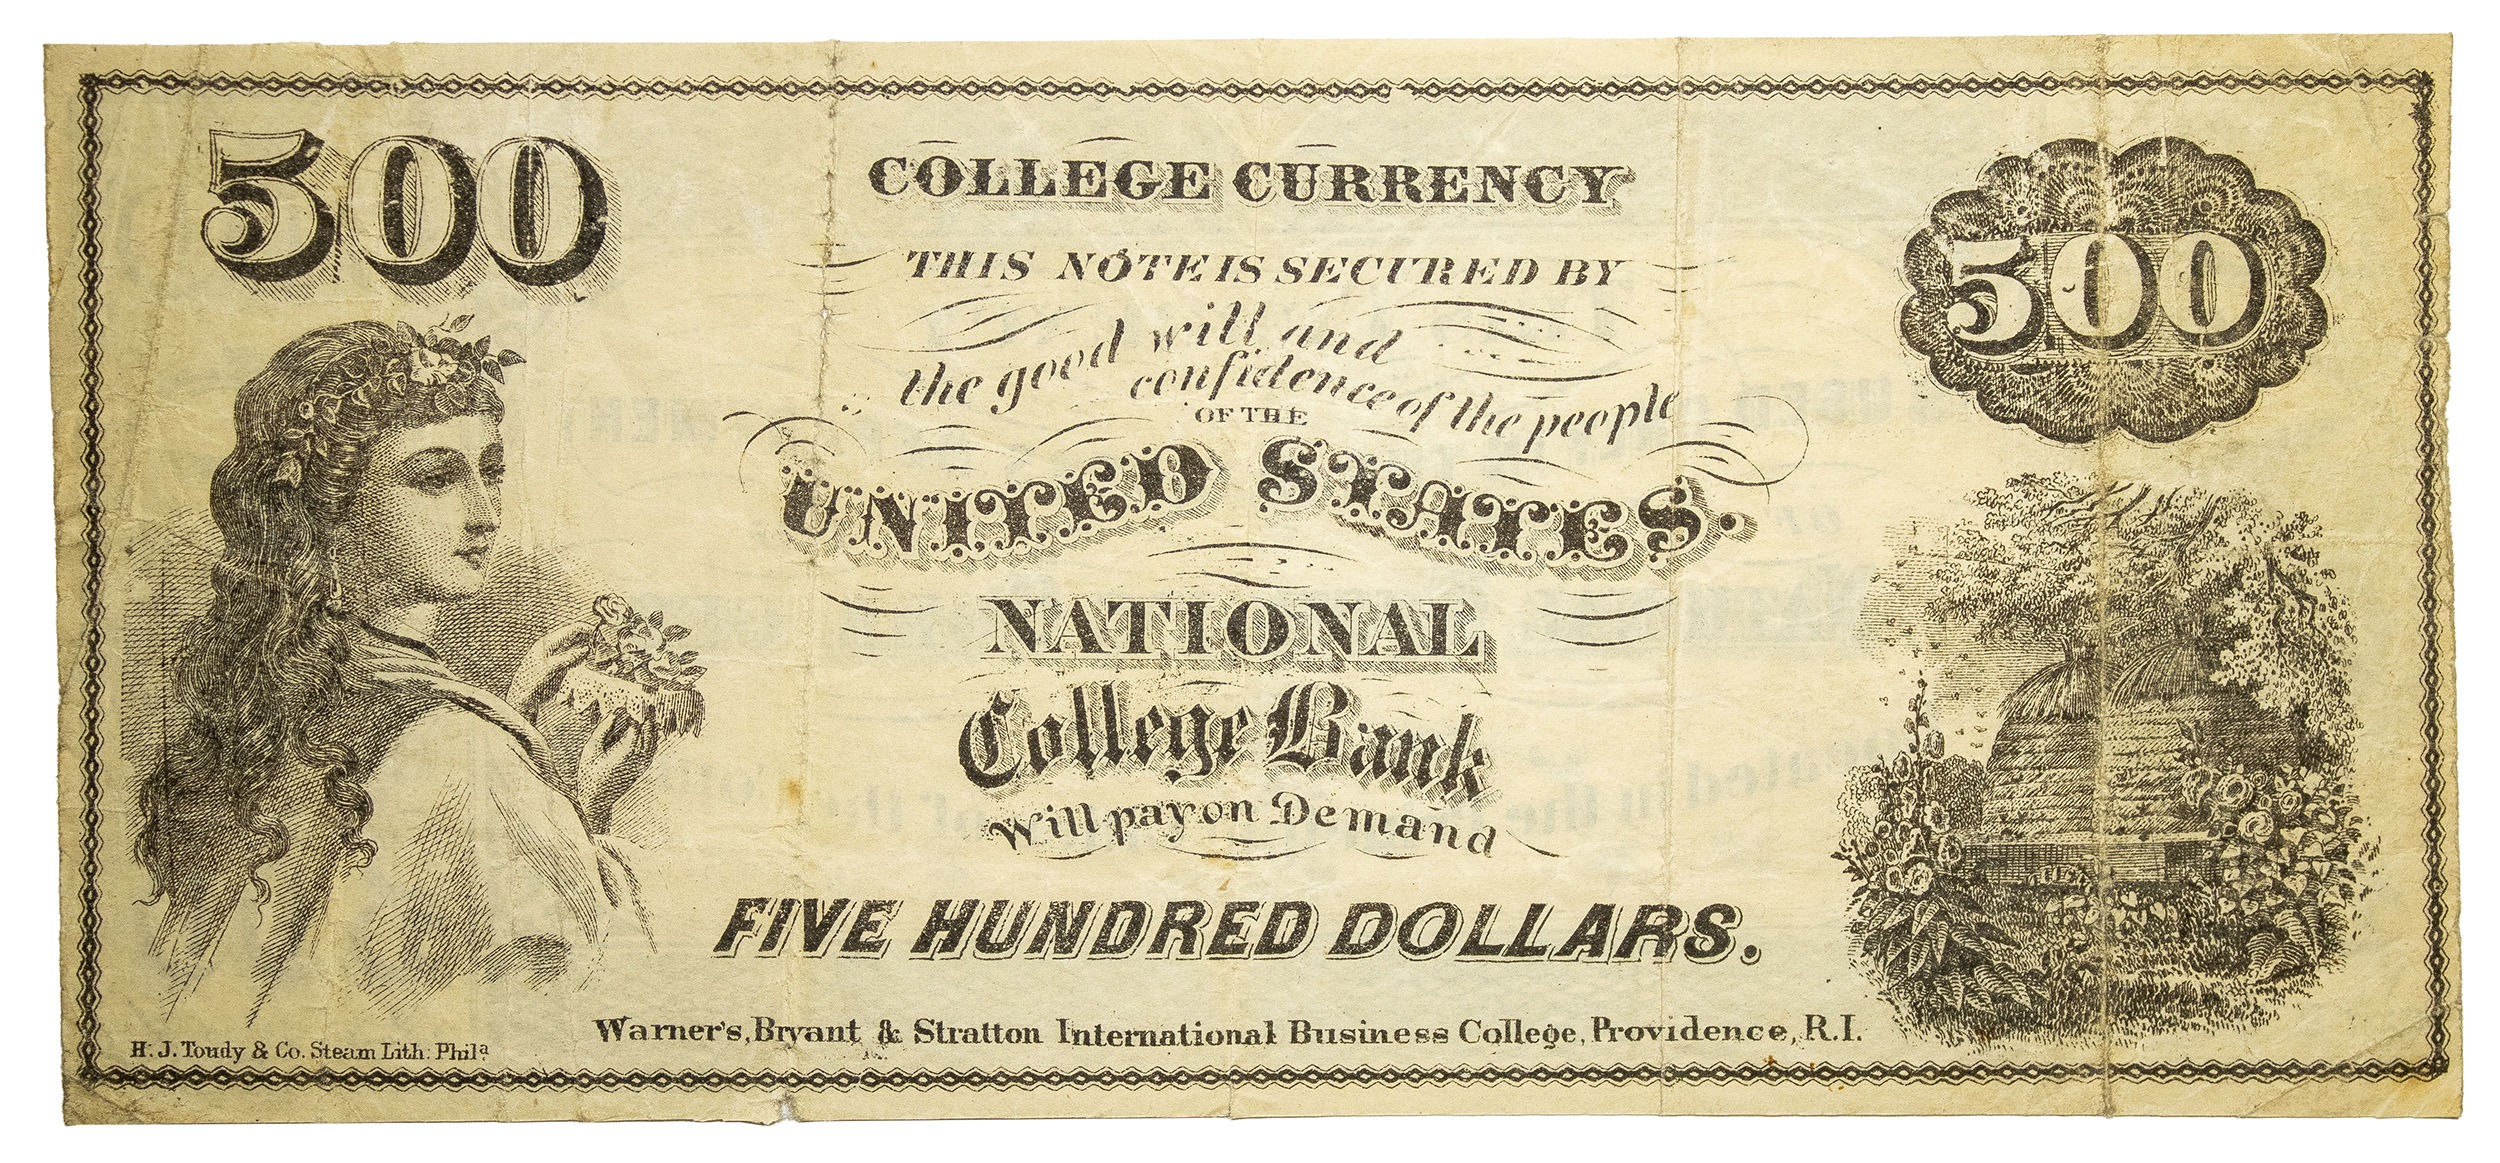 500
COLLEGE CURRENCY
500
THIS NOTE IS SECURED BY
the good will and
confidence of the people
OF THE
UNITED STATES.
NATIONAL
College Bank
Will pay on Demand
FIVE HUNDRED DOLLARS.
Warner's, Bryant & Stratton International Business College, Providence, R.I.
H. J. Toudy & Co. Steam Lith. Phila